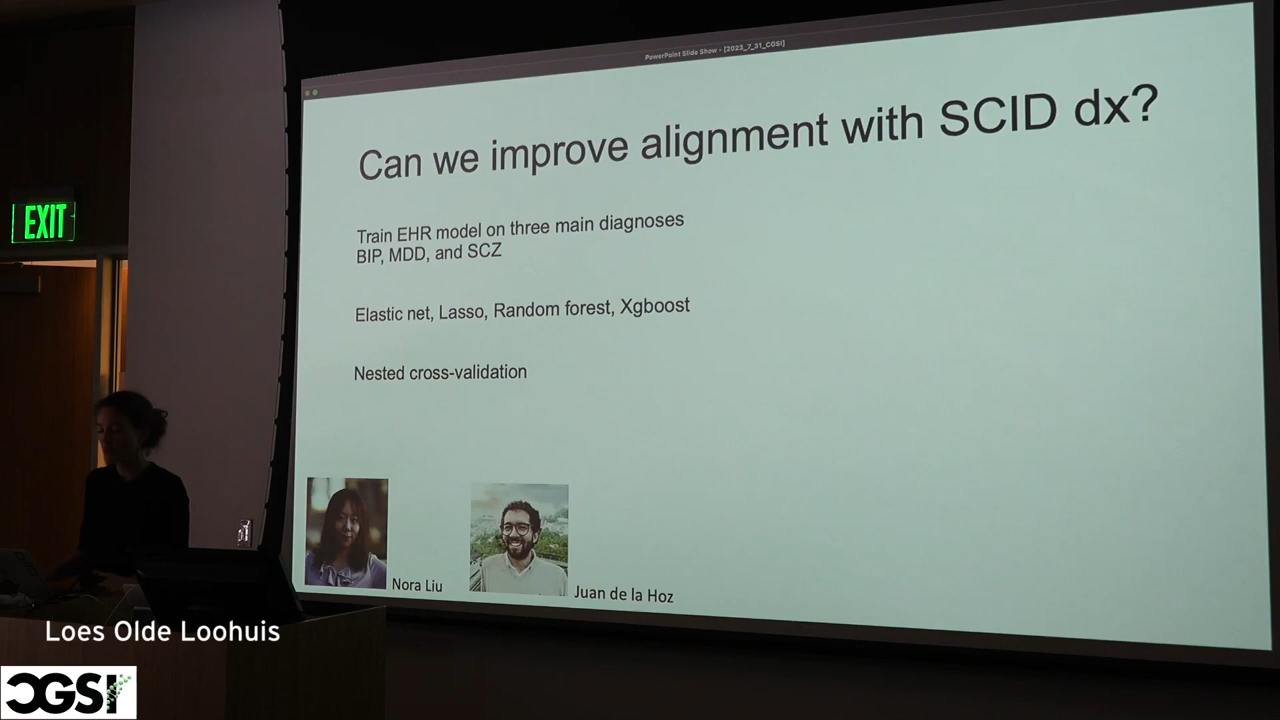 PowerPoint Slide Show - [2023_7_31_CGSI]
Can we improve alignment with SCID dx?
EXIT
Train EHR model on three main diagnoses
BIP, MDD, and SCZ
Elastic net, Lasso, Random forest, Xgboost
Nested cross-validation
Nora Liu
Juan de la Hoz
Loes Olde Loohuis
CGSI